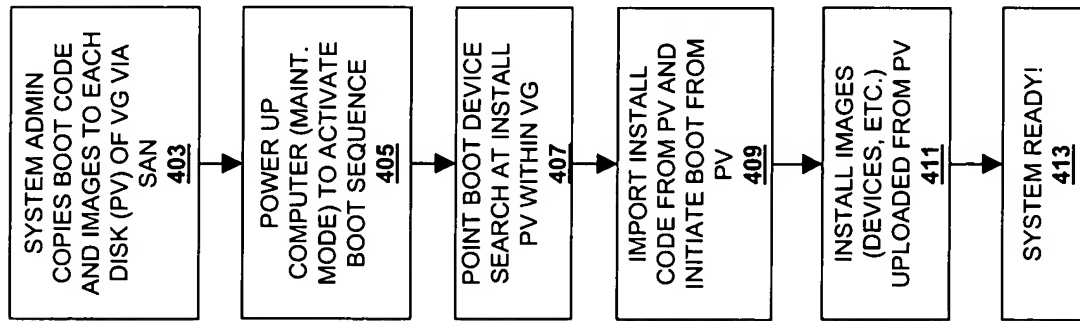 SYSTEM ADMIN
COPIES BOOT CODE
AND IMAGES TO EACH
DISK (PV) OF VG VIA
SAN
403
POWER UP
COMPUTER (MAINT.
MODE) TO ACTIVATE
BOOT SEQUENCE
405
POINT BOOT DEVICE
SEARCH AT INSTALL
PV WITHIN VG
407
IMPORT INSTALL
CODE FROM PV AND
INITIATE BOOT FROM
PV
409
INSTALL IMAGES
(DEVICES, ETC.)
UPLOADED FROM PV
411
SYSTEM READY!
413